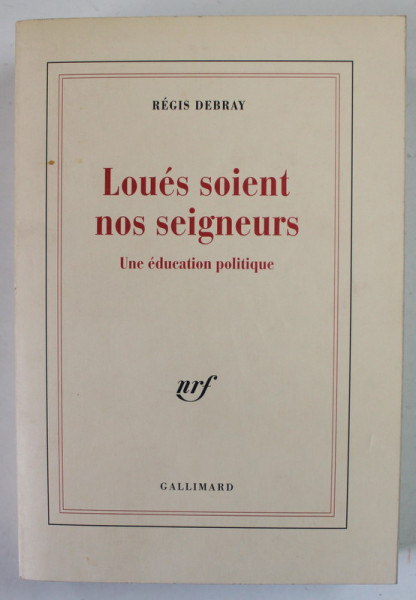 RÉGIS DEBRAY
Loués soient
nos seigneurs
Une éducation politique
nrf
GALLIMARD